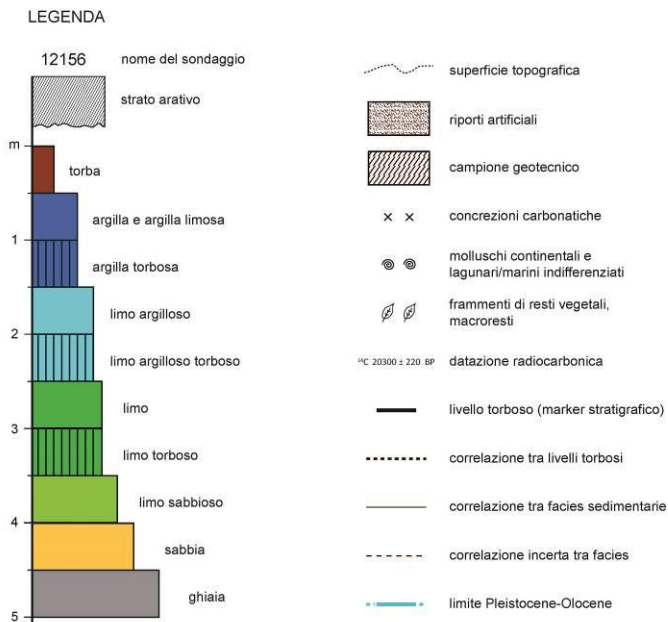 LEGENDA
12156
nome del sondaggio
strato arativo
m
torba
argilla e argilla limosa
1
argilla torbosa
limo argilloso
2
limo argilloso torboso
limo
3
limo torboso
limo sabbioso
4
sabbia
ghiaia
5
superficie topografica
riporti artificiali
campione geotecnico
concrezioni carbonatiche
molluschi continentali e
lagunari/marini indifferenziati
frammenti di resti vegetali,
macroresti
¹⁴C 20300 ± 220 BP
datazione radiocarbonica
livello torboso (marker stratigrafico)
correlazione tra livelli torbosi
correlazione tra facies sedimentarie
correlazione incerta tra facies
limite Pleistocene-Olocene